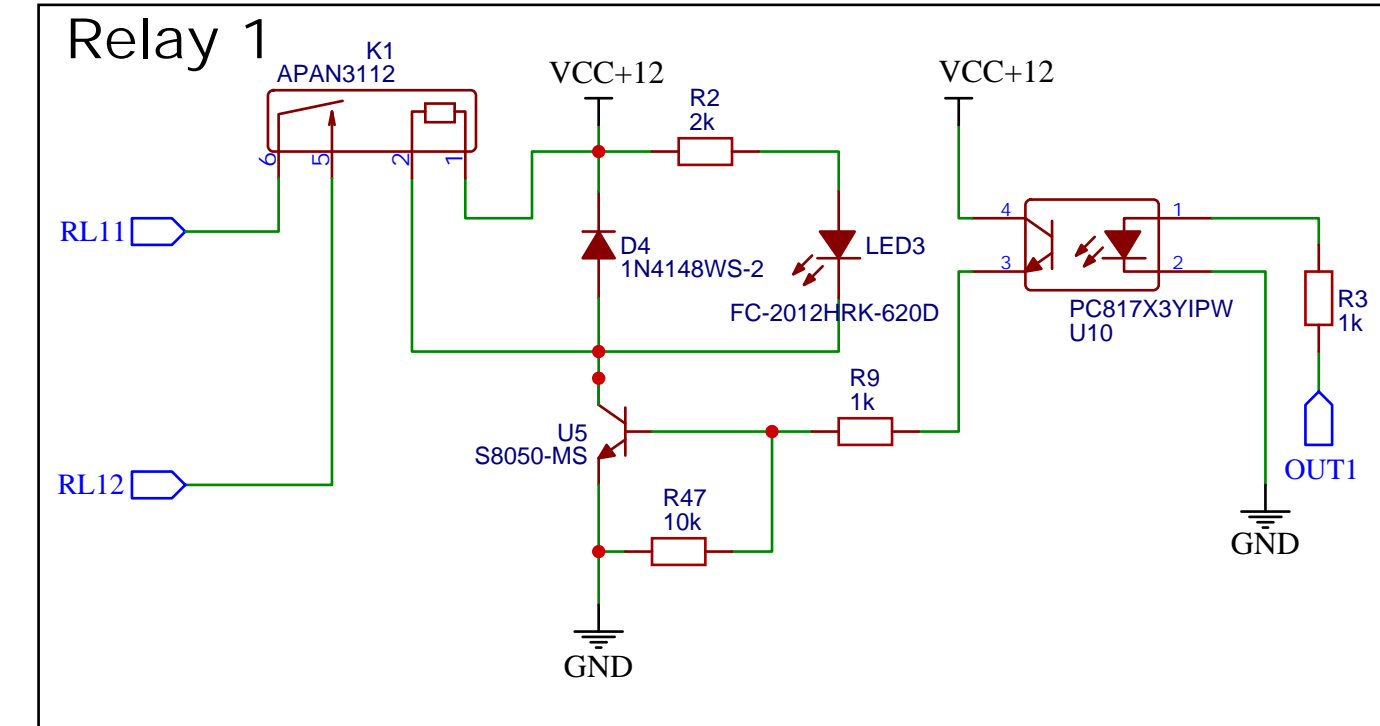 Relay 1
K1
APAN3112
6
5
2
1
RL11
RL12
VCC+12
R2
2k
D4
1N4148WS-2
LED3
FC-2012HRK-620D
U5
S8050-MS
R47
10k
GND
R9
1k
VCC+12
4
3
1
2
PC817X3YIPW
U10
R3
1k
OUT1
GND